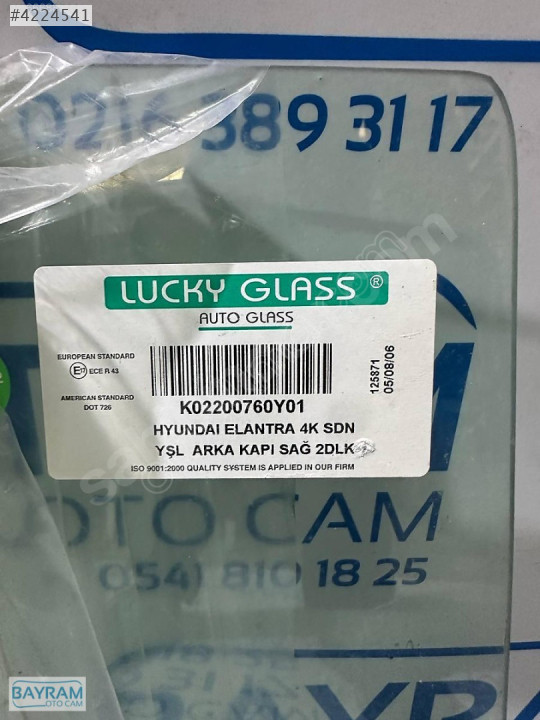 #4224541
0216 389 31 17
LUCKY GLASS ®
AUTO GLASS
EUROPEAN STANDARD
ECE R 43
AMERICAN STANDARD
DOT 726
125871
05/08/06
K02200760Y01
HYUNDAI ELANTRA 4K SDN
YŞL ARKA KAPI SAĞ 2DLK
ISO 9001:2000 QUALITY SYSTEM IS APPLIED IN OUR FIRM
OTO CAM
0541 810 18 25
BAYRAM
OTO CAM